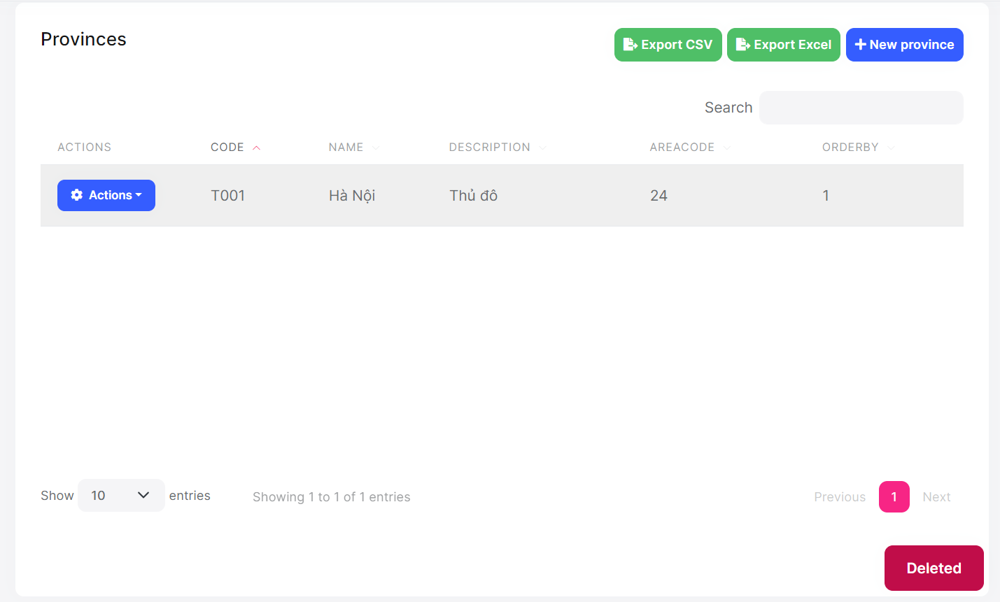 Provinces
Export CSV
Export Excel
New province
Search
ACTIONS CODE NAME DESCRIPTION AREACODE ORDERBY
Actions T001 Hà Nội Thủ đô 24 1
Show 10 entries Showing 1 to 1 of 1 entries Previous 1 Next
Deleted